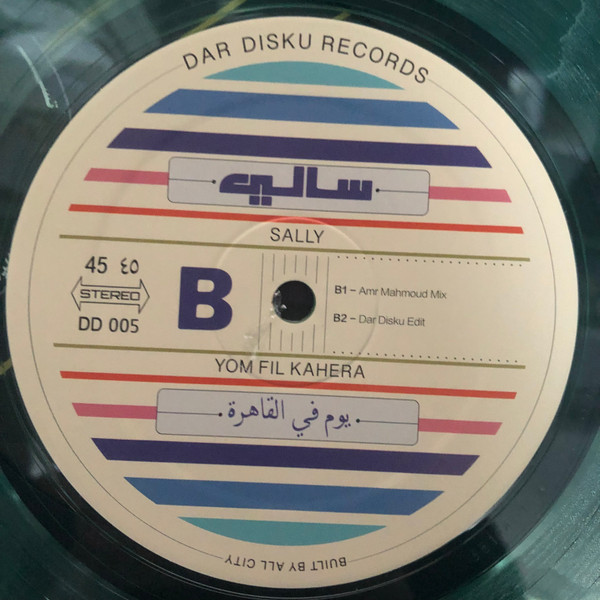 DAR DISKU RECORDS
سالي
SALLY
45 ٤٥
STEREO
DD 005
B
B1 – Amr Mahmoud Mix
B2 – Dar Disku Edit
YOM FIL KAHERA
يوم في القاهرة
BUILT BY ALL CITY